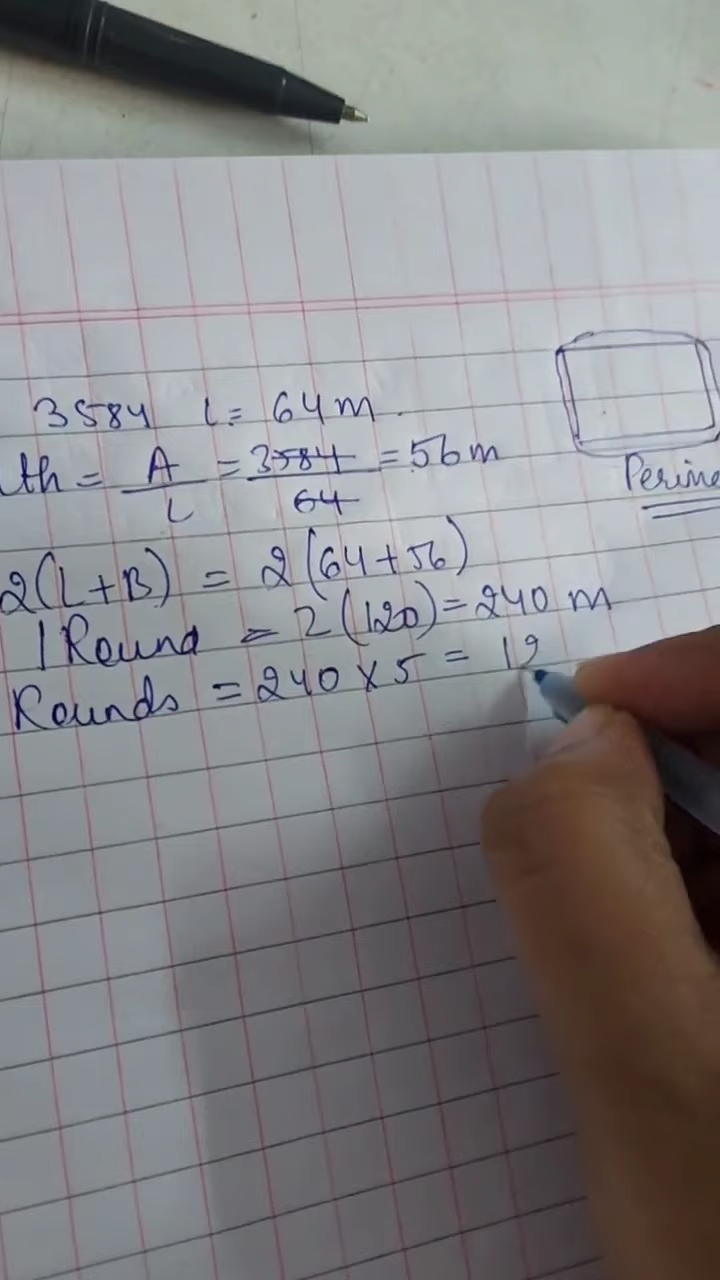 3584 L = 64 m.
th = A/L = 3584/64 = 56 m
Perime
2(L+B) = 2(64+56)
1 Round = 2(120) = 240 m
Rounds = 240 x 5 = 12